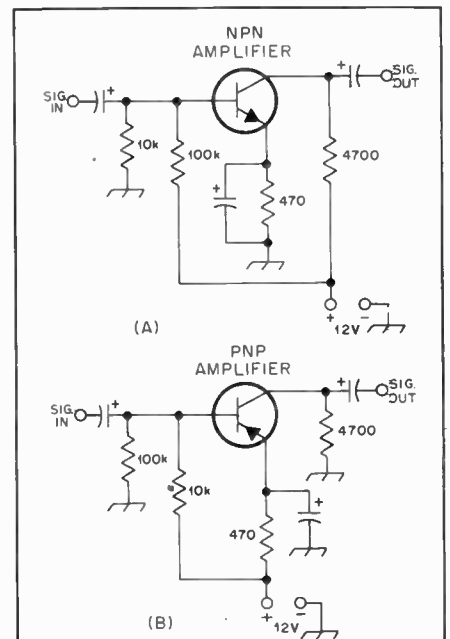 NPN
AMPLIFIER
+
SIG.
OUT
SIG.
IN
+
10k
100k
4700
+
470
+
−
12V
(A)
PNP
AMPLIFIER
+
SIG.
OUT
SIG.
IN
+
4700
100k
10k
+
470
+
−
12V
(B)